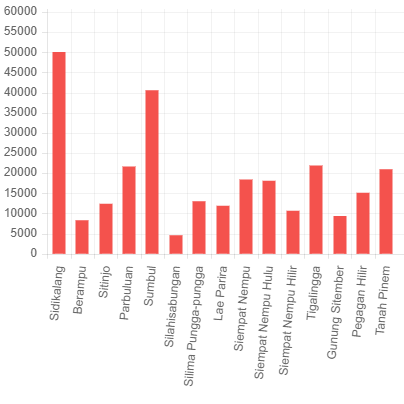 60000
55000
50000
45000
40000
35000
30000
25000
20000
15000
10000
5000
0
Sidikalang
Berampu
Sitinjo
Parbuluan
Sumbul
Silahisabungan
Silima Pungga-pungga
Lae Parira
Siempat Nempu
Siempat Nempu Hulu
Siempat Nempu Hilir
Tigalingga
Gunung Sitember
Pegagan Hilir
Tanah Pinem